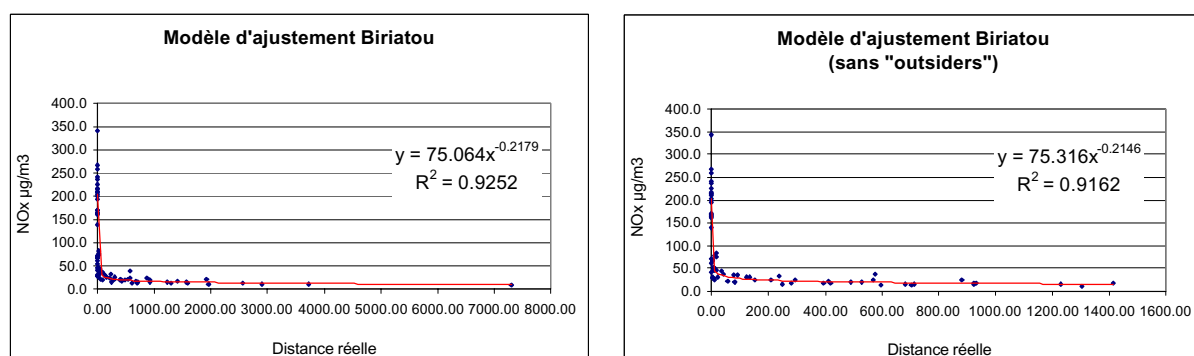 Modèle d'ajustement Biriatou
400.0
350.0
300.0
250.0
200.0
150.0
100.0
50.0
0.0
NOx µg/m3
y = 75.064x-0.2179
R2 = 0.9252
0.00 1000.00 2000.00 3000.00 4000.00 5000.00 6000.00 7000.00 8000.00
Distance réelle
Modèle d'ajustement Biriatou
(sans "outsiders")
400.0
350.0
300.0
250.0
200.0
150.0
100.0
50.0
0.0
NOx µg/m3
y = 75.316x-0.2146
R2 = 0.9162
0.00 200.00 400.00 600.00 800.00 1000.00 1200.00 1400.00 1600.00
Distance réelle